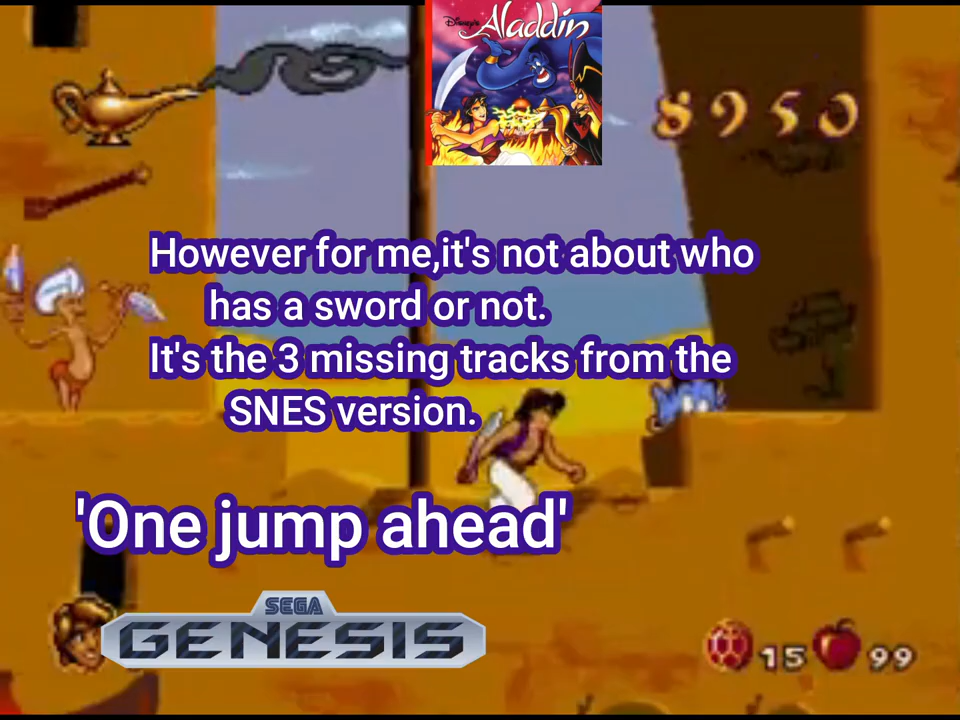 Disney's Aladdin
8950
However for me,it's not about who
has a sword or not.
It's the 3 missing tracks from the
SNES version.
'One jump ahead'
SEGA
GENESIS
15 99